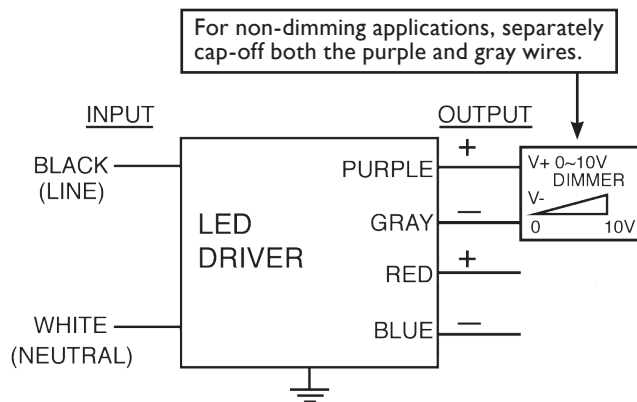 For non-dimming applications, separately
cap-off both the purple and gray wires.
INPUT
OUTPUT
BLACK
(LINE)
WHITE
(NEUTRAL)
LED
DRIVER
PURPLE
+
GRAY
—
RED
+
BLUE
—
V+ 0~10V
DIMMER
V-
0
10V